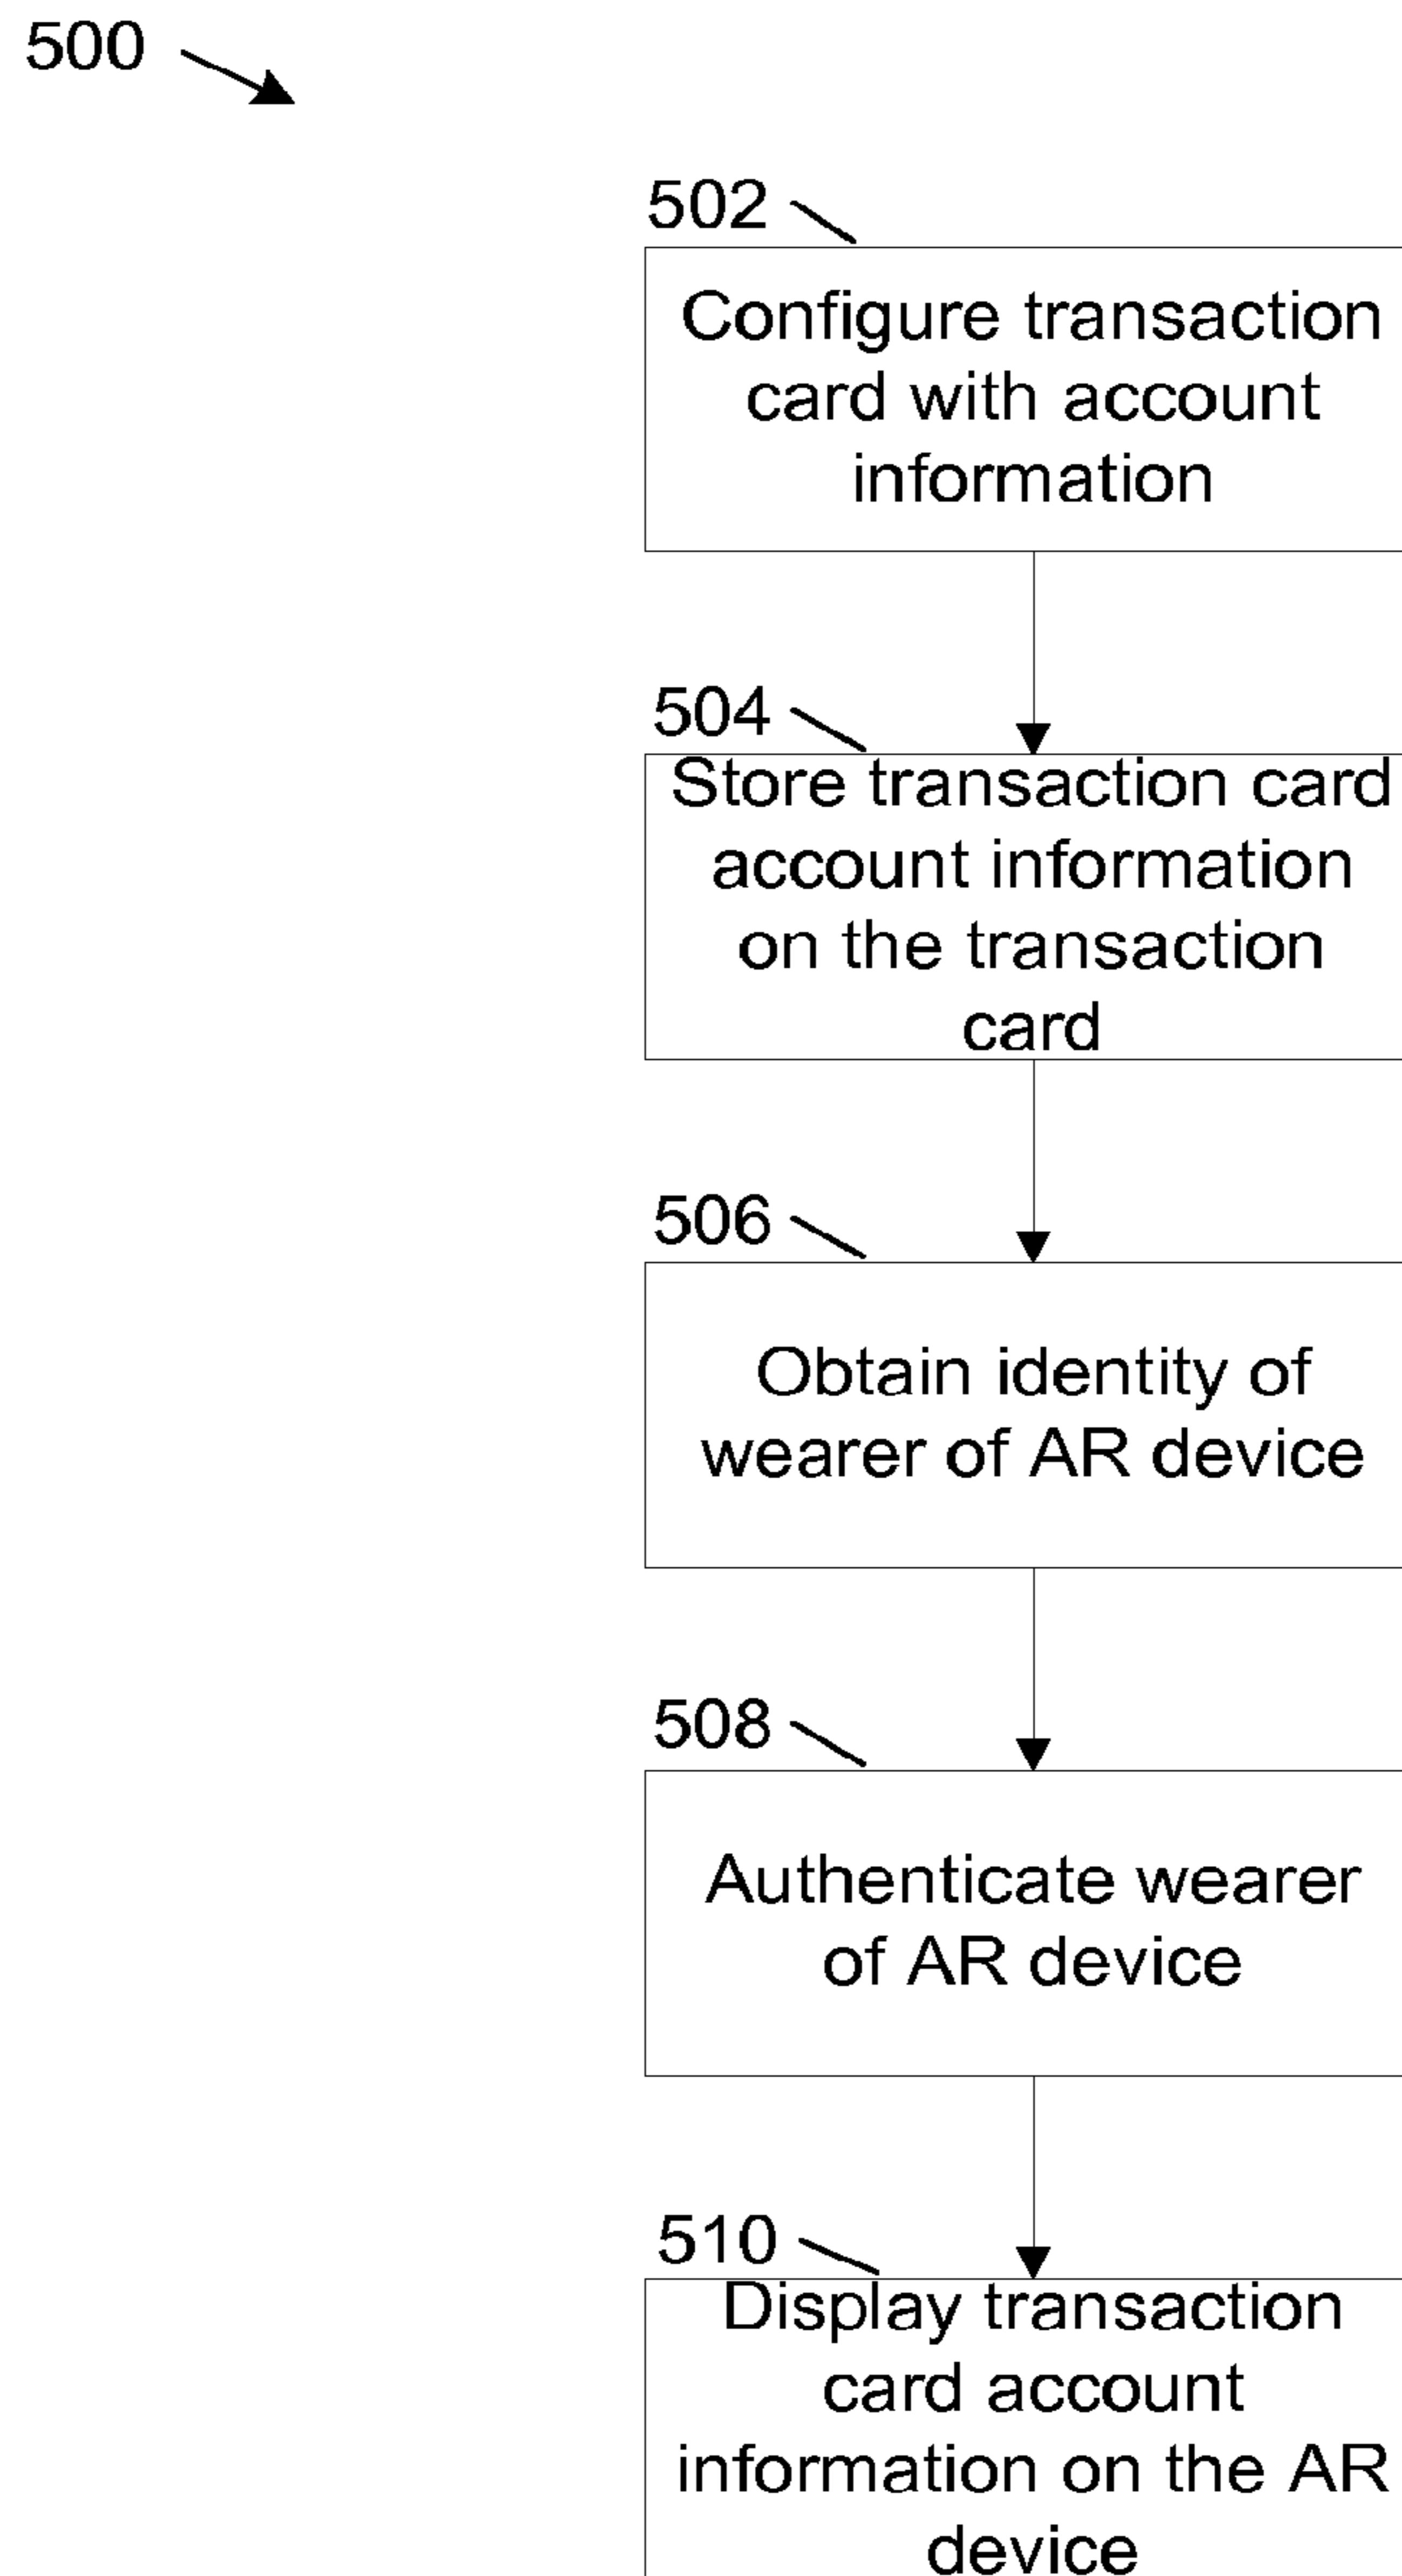 500
502
Configure transaction
card with account
information
504
Store transaction card
account information
on the transaction
card
506
Obtain identity of
wearer of AR device
508
Authenticate wearer
of AR device
510
Display transaction
card account
information on the AR
device